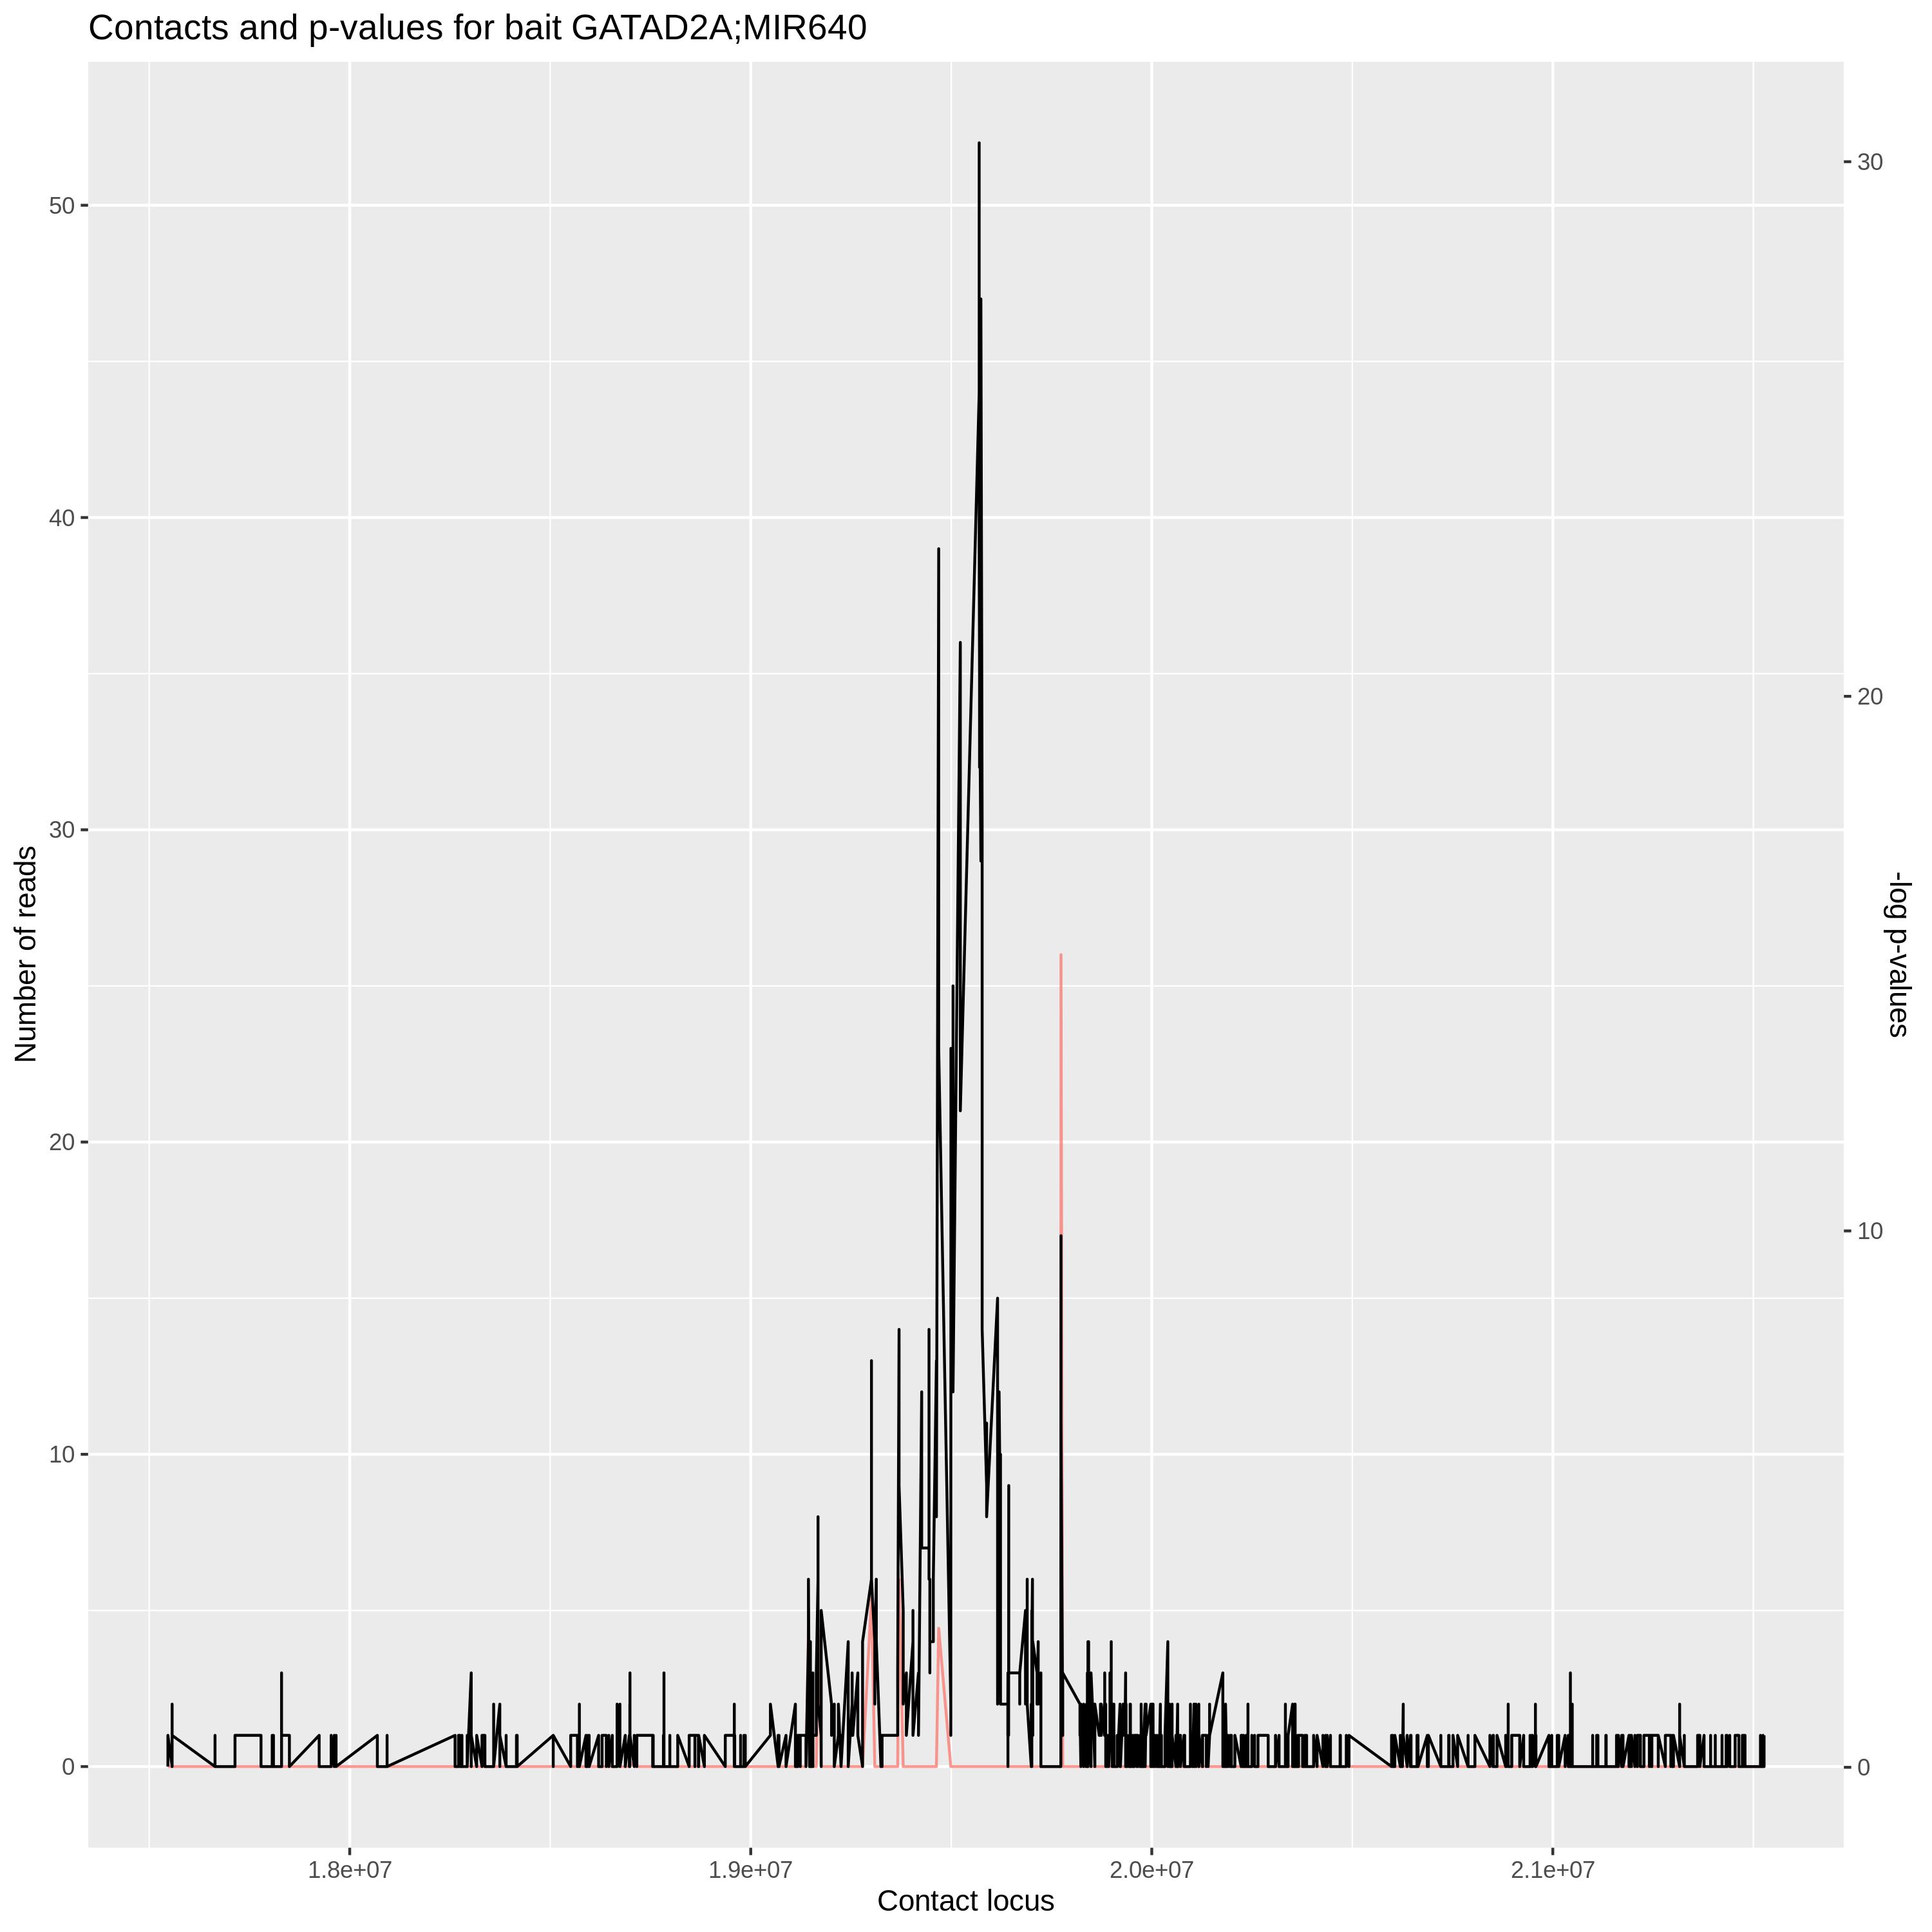 Contacts and p-values for bait GATAD2A;MIR640
Number of reads
50
40
30
20
10
0
30
20
10
0
-log p-values
1.8e+07 1.9e+07 2.0e+07 2.1e+07
Contact locus